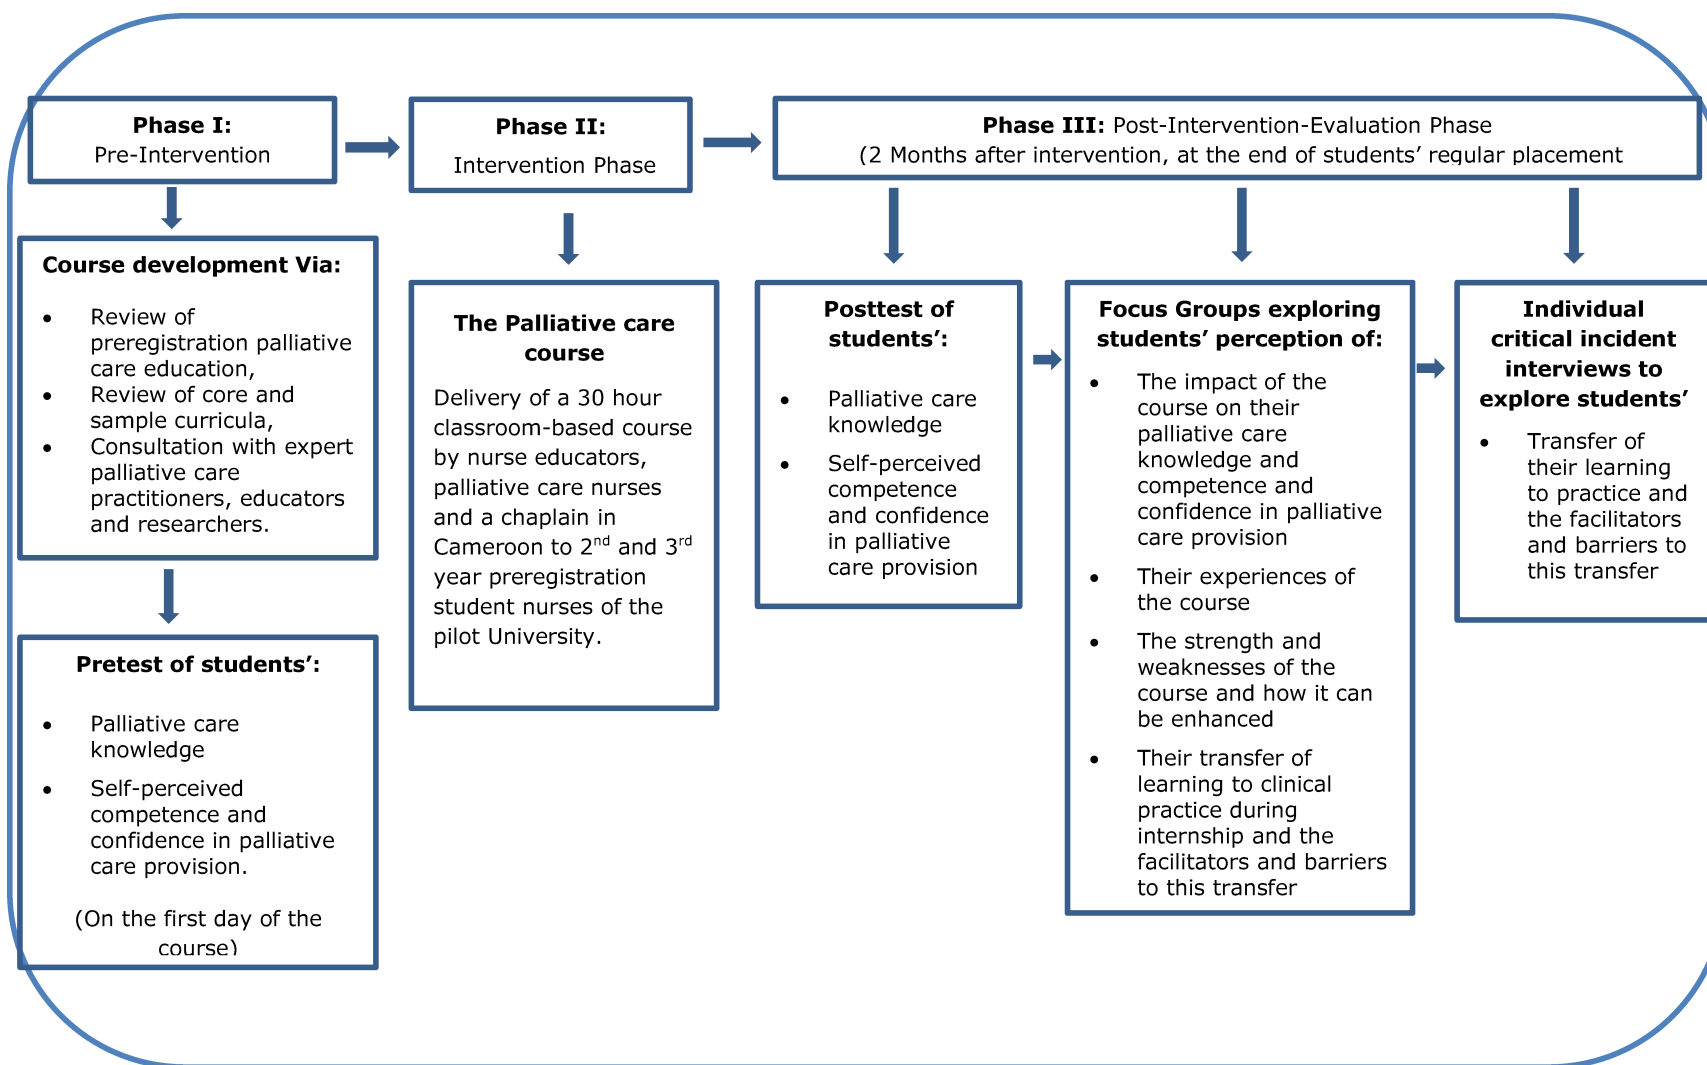 Phase I:
Pre-Intervention
Phase II:
Intervention Phase
Phase III: Post-Intervention-Evaluation Phase
(2 Months after intervention, at the end of students’ regular placement
Course development Via:
• Review of
preregistration palliative
care education,
• Review of core and
sample curricula,
• Consultation with expert
palliative care
practitioners, educators
and researchers.
Pretest of students’:
• Palliative care
knowledge
• Self-perceived
competence and
confidence in palliative
care provision.
(On the first day of the
course)
The Palliative care
course
Delivery of a 30 hour
classroom-based course
by nurse educators,
palliative care nurses
and a chaplain in
Cameroon to 2nd and 3rd
year preregistration
student nurses of the
pilot University.
Posttest of
students’:
• Palliative care
knowledge
• Self-perceived
competence
and confidence
in palliative
care provision
Focus Groups exploring
students’ perception of:
• The impact of the
course on their
palliative care
knowledge and
competence and
confidence in palliative
care provision
• Their experiences of
the course
• The strength and
weaknesses of the
course and how it can
be enhanced
• Their transfer of
learning to clinical
practice during
internship and the
facilitators and barriers
to this transfer
Individual
critical incident
interviews to
explore students’
• Transfer of
their learning
to practice and
the facilitators
and barriers to
this transfer